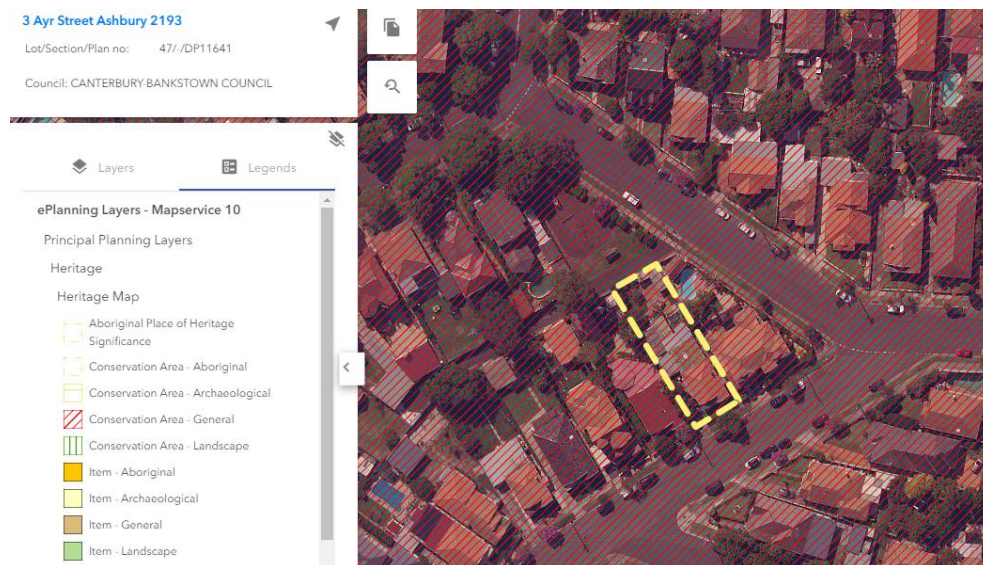 3 Ayr Street Ashbury 2193
Lot/Section/Plan no: 47/-/DP11641
Council: CANTERBURY-BANKSTOWN COUNCIL
Layers
Legends
ePlanning Layers - Mapservice 10
Principal Planning Layers
Heritage
Heritage Map
Aboriginal Place of Heritage
Significance
Conservation Area - Aboriginal
Conservation Area - Archaeological
Conservation Area - General
Conservation Area - Landscape
Item - Aboriginal
Item - Archaeological
Item - General
Item - Landscape